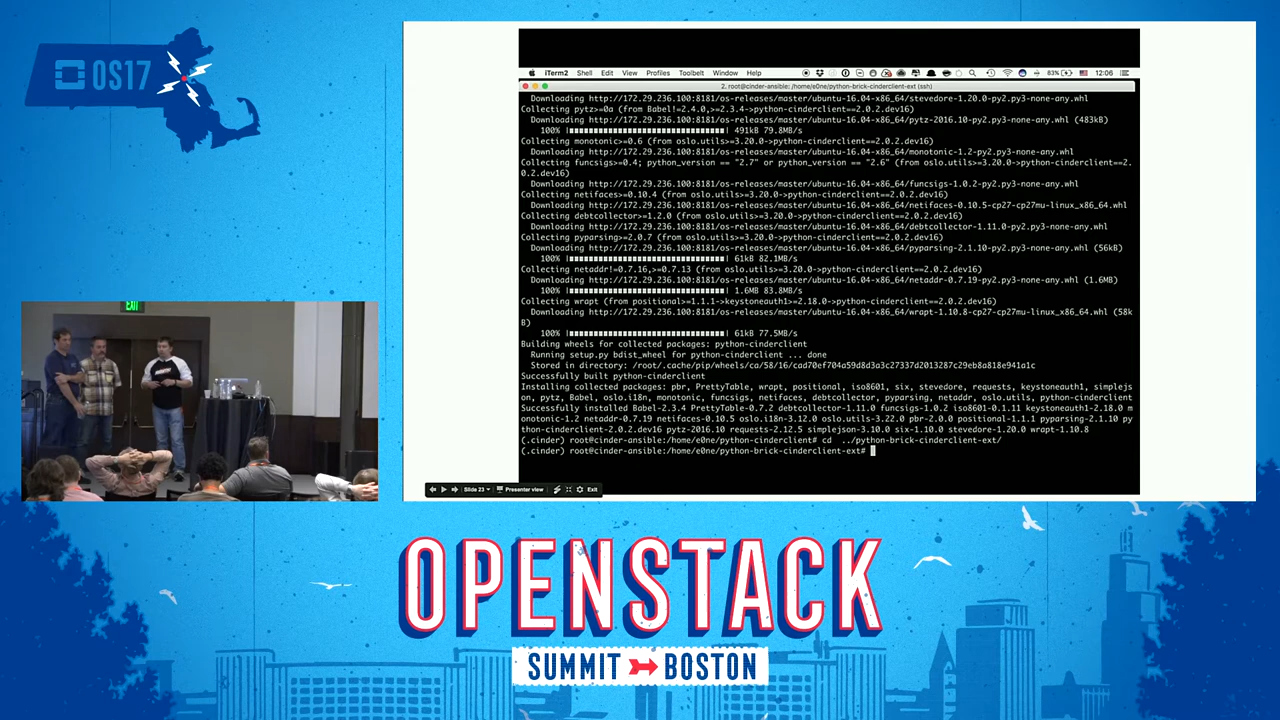 OS17
iTerm2 Shell Edit View Profiles Toolbelt Window Help 83% 12:06
2. root@cinder-ansible: /home/e0ne/python-brick-cinderclient-ext (ssh)
Downloading http://172.29.236.100:8181/os-releases/master/ubuntu-16.04-x86_64/stevedore-1.20.0-py2.py3-none-any.whl
Collecting pytz>=0a (from Babel!=2.4.0,>=2.3.4->python-cinderclient==2.0.2.dev16)
Downloading http://172.29.236.100:8181/os-releases/master/ubuntu-16.04-x86_64/pytz-2016.10-py2.py3-none-any.whl (483kB)
100% | | 491kB 79.8MB/s
Collecting monotonic>=0.6 (from oslo.utils>=3.20.0->python-cinderclient==2.0.2.dev16)
Downloading http://172.29.236.100:8181/os-releases/master/ubuntu-16.04-x86_64/monotonic-1.2-py2.py3-none-any.whl
Collecting funcsigs>=0.4; python_version == "2.7" or python_version == "2.6" (from oslo.utils>=3.20.0->python-cinderclient==2.
0.2.dev16)
Downloading http://172.29.236.100:8181/os-releases/master/ubuntu-16.04-x86_64/funcsigs-1.0.2-py2.py3-none-any.whl
Collecting netifaces>=0.10.4 (from oslo.utils>=3.20.0->python-cinderclient==2.0.2.dev16)
Downloading http://172.29.236.100:8181/os-releases/master/ubuntu-16.04-x86_64/netifaces-0.10.5-cp27-cp27mu-linux_x86_64.whl
Collecting debtcollector>=1.2.0 (from oslo.utils>=3.20.0->python-cinderclient==2.0.2.dev16)
Downloading http://172.29.236.100:8181/os-releases/master/ubuntu-16.04-x86_64/debtcollector-1.11.0-py2.py3-none-any.whl
Collecting pyparsing>=2.0.7 (from oslo.utils>=3.20.0->python-cinderclient==2.0.2.dev16)
Downloading http://172.29.236.100:8181/os-releases/master/ubuntu-16.04-x86_64/pyparsing-2.1.10-py2.py3-none-any.whl (56kB)
100% | | 61kB 82.1MB/s
Collecting netaddr!=0.7.16,>=0.7.13 (from oslo.utils>=3.20.0->python-cinderclient==2.0.2.dev16)
Downloading http://172.29.236.100:8181/os-releases/master/ubuntu-16.04-x86_64/netaddr-0.7.19-py2.py3-none-any.whl (1.6MB)
100% | | 1.6MB 83.8MB/s
Collecting wrapt (from positional>=1.1.1->keystoneauth1>=2.18.0->python-cinderclient==2.0.2.dev16)
Downloading http://172.29.236.100:8181/os-releases/master/ubuntu-16.04-x86_64/wrapt-1.10.8-cp27-cp27mu-linux_x86_64.whl (58k
B)
100% | | 61kB 77.5MB/s
Building wheels for collected packages: python-cinderclient
Running setup.py bdist_wheel for python-cinderclient ... done
Stored in directory: /root/.cache/pip/wheels/ca/58/16/cad70ef704a59d8d3a3c27337d2013287c29eb8a818e941a1c
Successfully built python-cinderclient
Installing collected packages: pbr, PrettyTable, wrapt, positional, iso8601, six, stevedore, requests, keystoneauth1, simplejs
on, pytz, Babel, oslo.i18n, monotonic, funcsigs, netifaces, debtcollector, pyparsing, netaddr, oslo.utils, python-cinderclient
Successfully installed Babel-2.3.4 PrettyTable-0.7.2 debtcollector-1.11.0 funcsigs-1.0.2 iso8601-0.1.11 keystoneauth1-2.18.0 m
onotonic-1.2 netaddr-0.7.19 netifaces-0.10.5 oslo.i18n-3.12.0 oslo.utils-3.22.0 pbr-2.0.0 positional-1.1.1 pyparsing-2.1.10 py
thon-cinderclient-2.0.2.dev16 pytz-2016.10 requests-2.12.5 simplejson-3.10.0 six-1.10.0 stevedore-1.20.0 wrapt-1.10.8
(.cinder) root@cinder-ansible:/home/e0ne/python-cinderclient# cd ../python-brick-cinderclient-ext/
(.cinder) root@cinder-ansible:/home/e0ne/python-brick-cinderclient-ext#
Slide 23 Presenter view Exit
EXIT
OPENSTACK
SUMMIT BOSTON